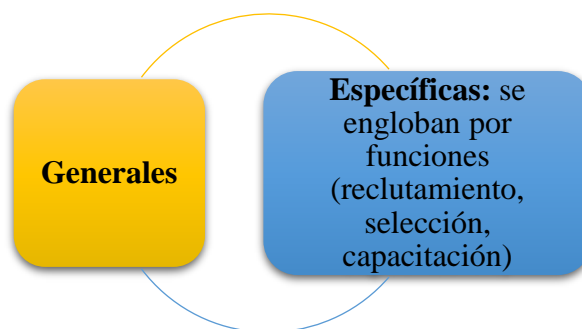 Generales
Específicas: se
engloban por
funciones
(reclutamiento,
selección,
capacitación)